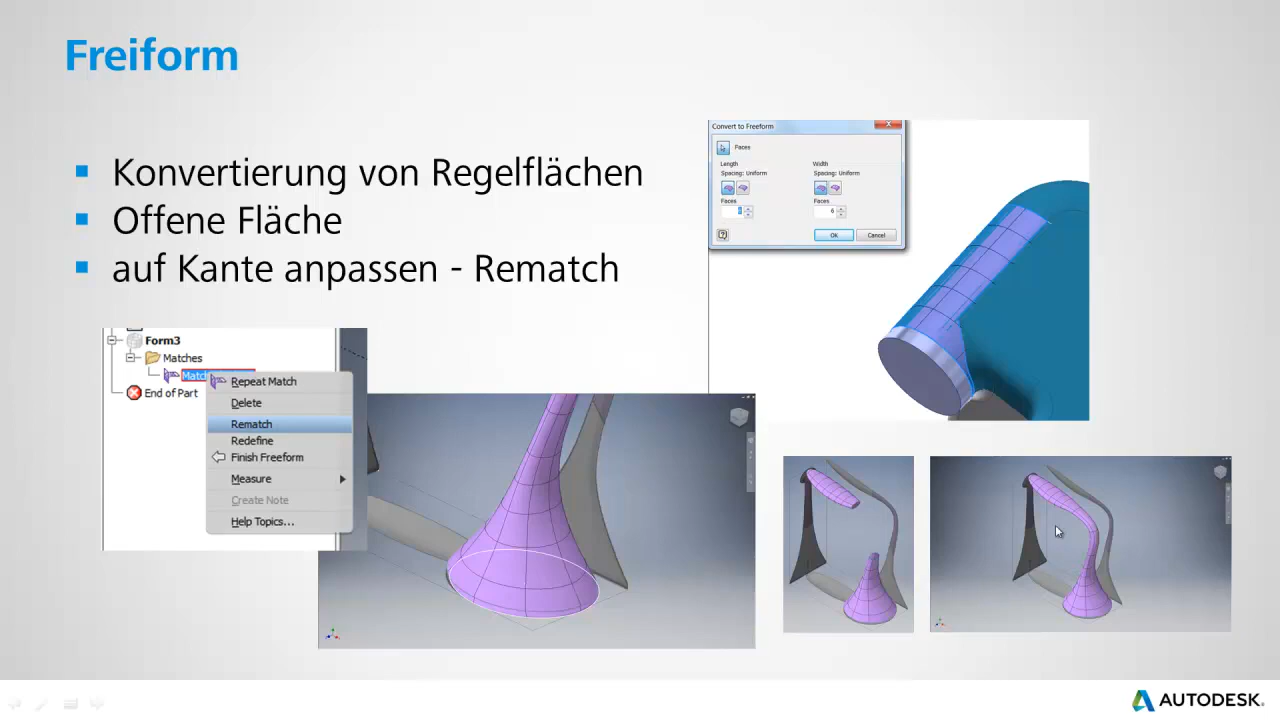 Freiform
Konvertierung von Regelflächen
Offene Fläche
auf Kante anpassen - Rematch
Convert to Freeform
Faces
Length
Width
Spacing: Uniform
Spacing: Uniform
Faces
Faces
6
OK
Cancel
Form3
Matches
End of Part
Repeat Match
Delete
Rematch
Redefine
Finish Freeform
Measure
Create Note
Help Topics...
AUTODESK.